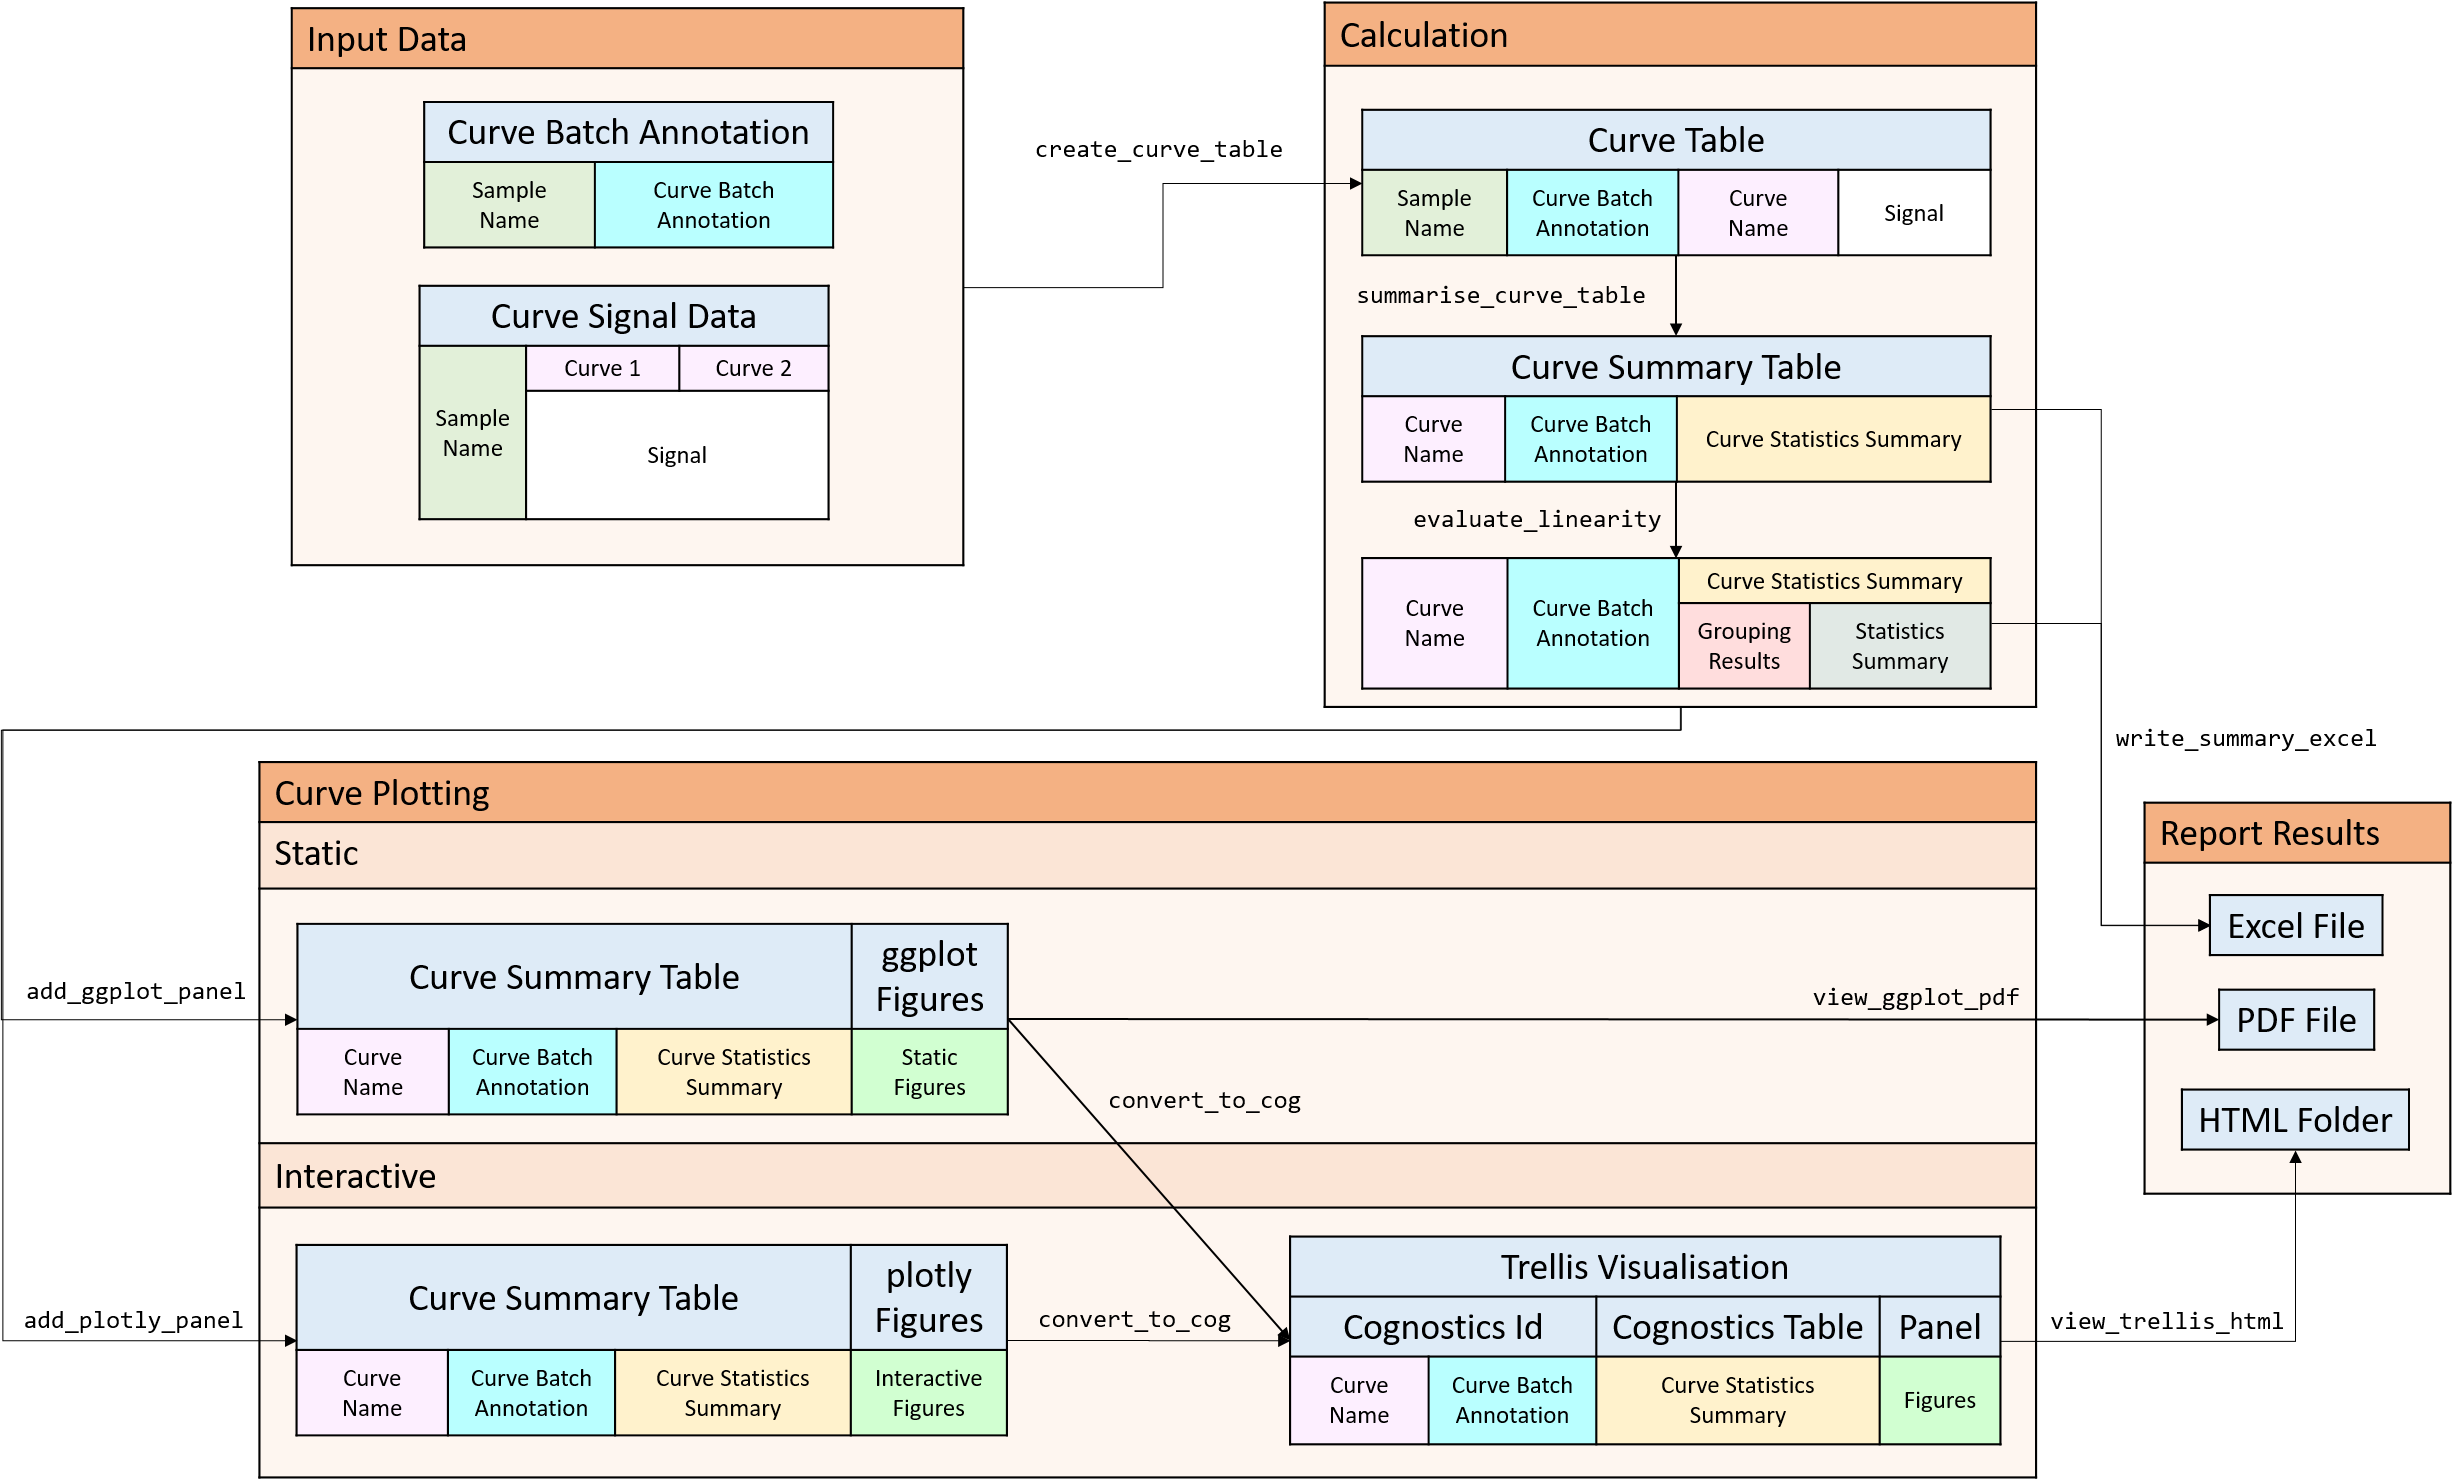 Input Data
Curve Batch Annotation
Sample
Name
Curve Batch
Annotation
Curve Signal Data
Sample
Name
Curve 1
Curve 2
Signal
create_curve_table
Calculation
Curve Table
Sample
Name
Curve Batch
Annotation
Curve
Name
Signal
summarise_curve_table
Curve Summary Table
Curve
Name
Curve Batch
Annotation
Curve Statistics Summary
evaluate_linearity
Curve
Name
Curve Batch
Annotation
Curve Statistics Summary
Grouping
Results
Statistics
Summary
write_summary_excel
Curve Plotting
Static
add_ggplot_panel
Curve Summary Table
ggplot
Figures
Curve
Name
Curve Batch
Annotation
Curve Statistics
Summary
Static
Figures
view_ggplot_pdf
convert_to_cog
Interactive
add_plotly_panel
Curve Summary Table
plotly
Figures
Curve
Name
Curve Batch
Annotation
Curve Statistics
Summary
Interactive
Figures
convert_to_cog
Trellis Visualisation
Cognostics Id
Cognostics Table
Panel
Curve
Name
Curve Batch
Annotation
Curve Statistics
Summary
Figures
view_trellis_html
Report Results
Excel File
PDF File
HTML Folder